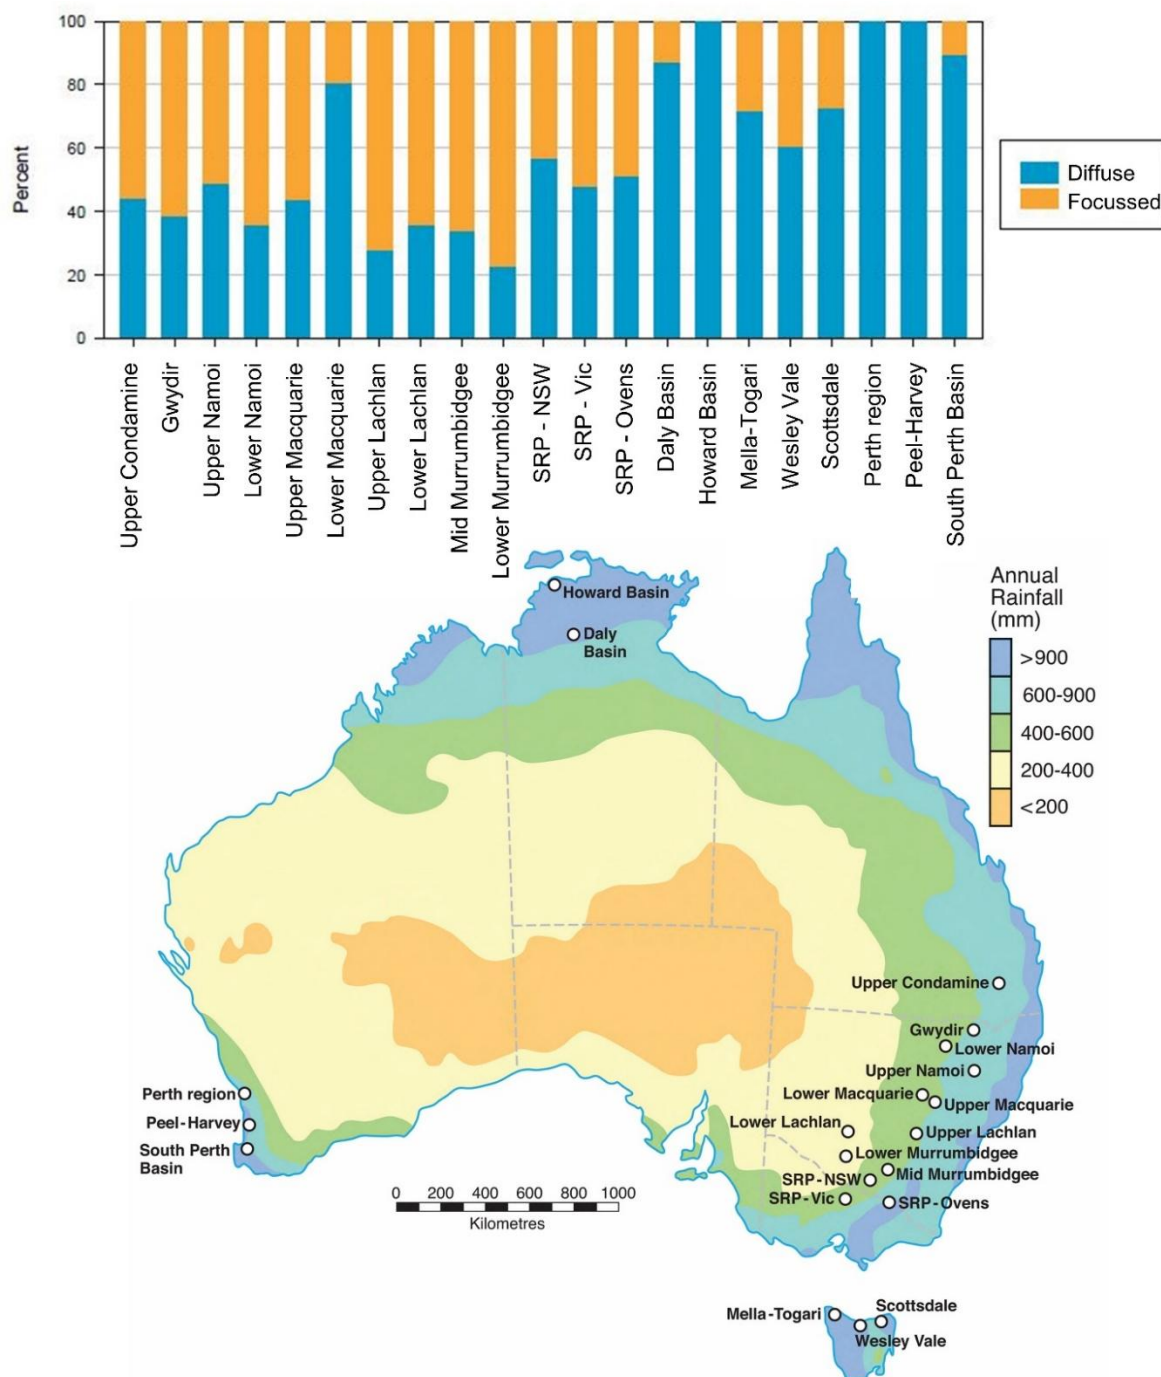 100
80
60
40
20
0
Percent
Diffuse
Focussed
Upper Condamine
Gwydir
Upper Namoi
Lower Namoi
Upper Macquarie
Lower Macquarie
Upper Lachlan
Lower Lachlan
Mid Murrumbidgee
Lower Murrumbidgee
SRP - NSW
SRP - Vic
SRP - Ovens
Daly Basin
Howard Basin
Mella-Togari
Wesley Vale
Scottsdale
Perth region
Peel-Harvey
South Perth Basin
Annual
Rainfall
(mm)
>900
600-900
400-600
200-400
<200
Howard Basin
Daly
Basin
Upper Condamine
Gwydir
Lower Namoi
Upper Namoi
Lower Macquarie
Upper Macquarie
Lower Lachlan
Upper Lachlan
Lower Murrumbidgee
Mid Murrumbidgee
SRP-NSW
SRP-Vic
SRP-Ovens
Perth region
Peel-Harvey
South Perth
Basin
0 200 400 600 800 1000
Kilometres
Mella-Togari
Scottsdale
Wesley Vale